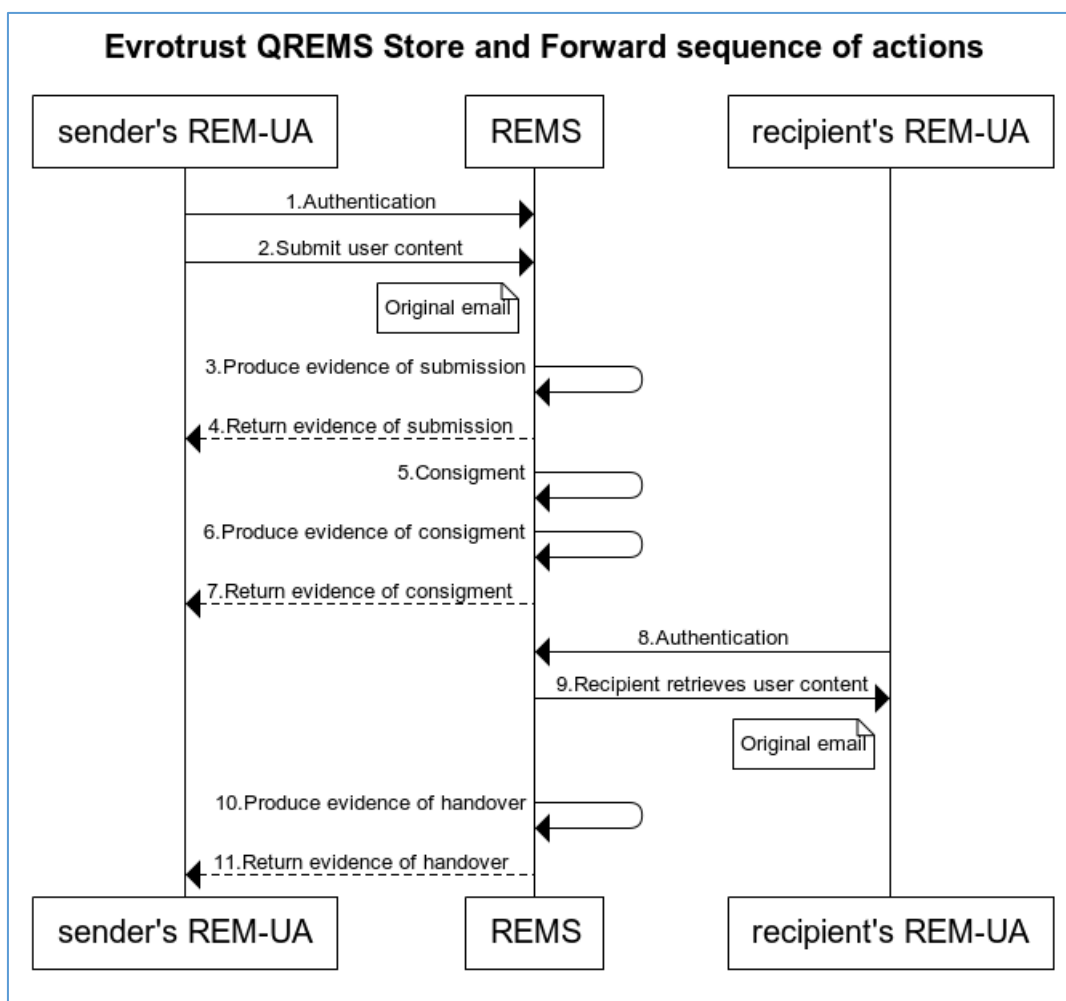 Evrotrust QREMS Store and Forward sequence of actions
sender's REM-UA
REMS
recipient's REM-UA
1.Authentication
2.Submit user content
Original email
3.Produce evidence of submission
4.Return evidence of submission
5.Consigment
6.Produce evidence of consigment
7.Return evidence of consigment
8.Authentication
9.Recipient retrieves user content
Original email
10.Produce evidence of handover
11.Return evidence of handover
sender's REM-UA
REMS
recipient's REM-UA